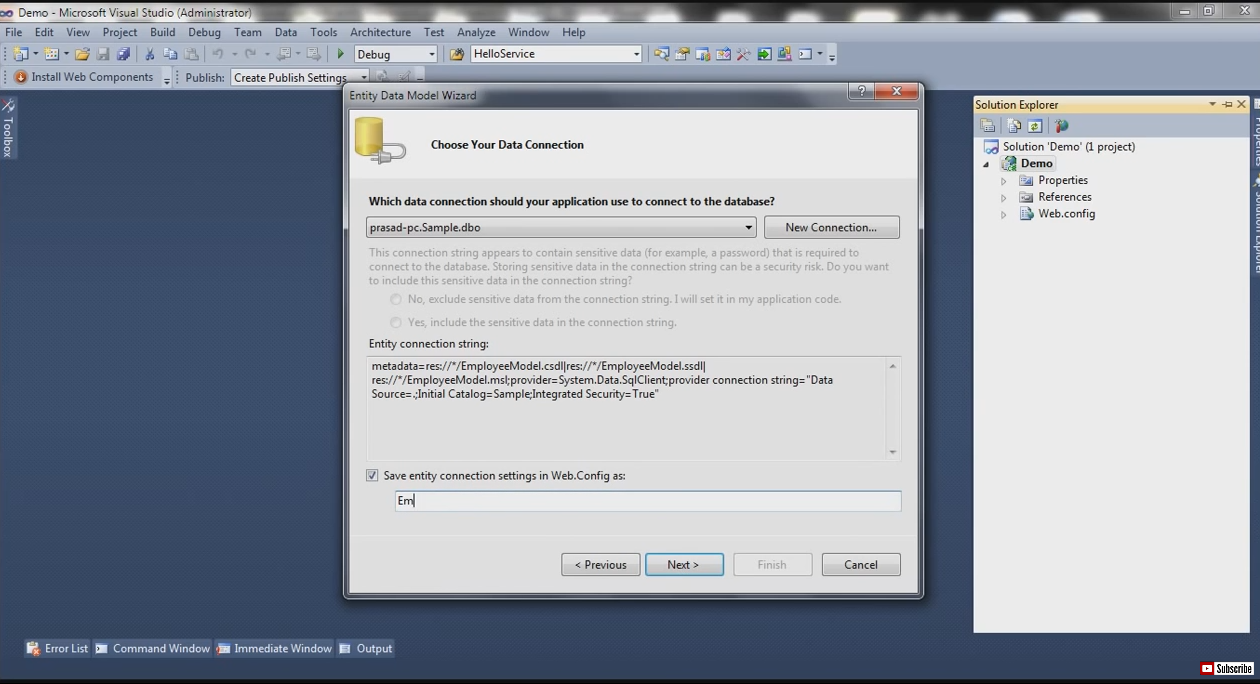 Demo - Microsoft Visual Studio (Administrator)
File Edit View Project Build Debug Team Data Tools Architecture Test Analyze Window Help
Debug HelloService
Install Web Components Publish: Create Publish Settings
Toolbox
Entity Data Model Wizard
?
Choose Your Data Connection
Which data connection should your application use to connect to the database?
prasad-pc.Sample.dbo
New Connection...
This connection string appears to contain sensitive data (for example, a password) that is required to
connect to the database. Storing sensitive data in the connection string can be a security risk. Do you want
to include this sensitive data in the connection string?
No, exclude sensitive data from the connection string. I will set it in my application code.
Yes, include the sensitive data in the connection string.
Entity connection string:
metadata=res://*/EmployeeModel.csdl|res://*/EmployeeModel.ssdl|
res://*/EmployeeModel.msl;provider=System.Data.SqlClient;provider connection string="Data
Source=.;Initial Catalog=Sample;Integrated Security=True"
Save entity connection settings in Web.Config as:
Em
< Previous Next > Finish Cancel
Solution Explorer
Solution 'Demo' (1 project)
Demo
Properties
References
Web.config
Properties
Solution Explorer
Error List Command Window Immediate Window Output
Subscribe